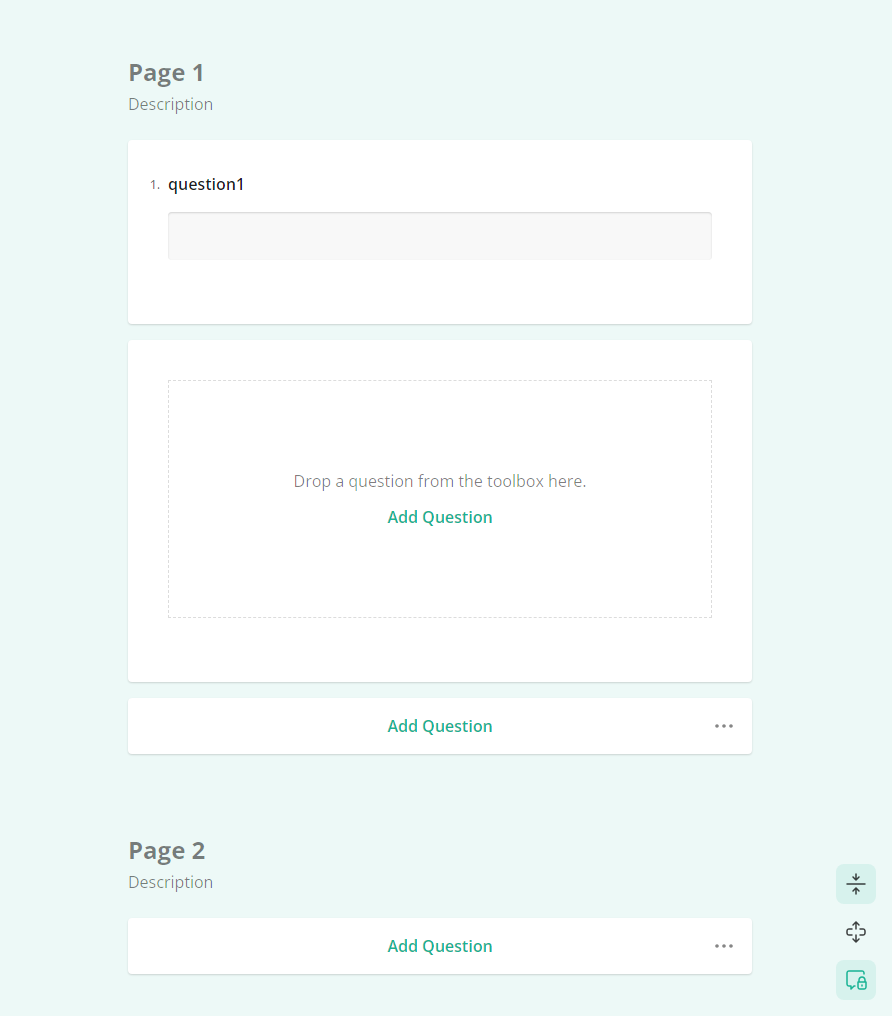 Page 1
Description
1. question1
Drop a question from the toolbox here.
Add Question
Add Question
Page 2
Description
Add Question